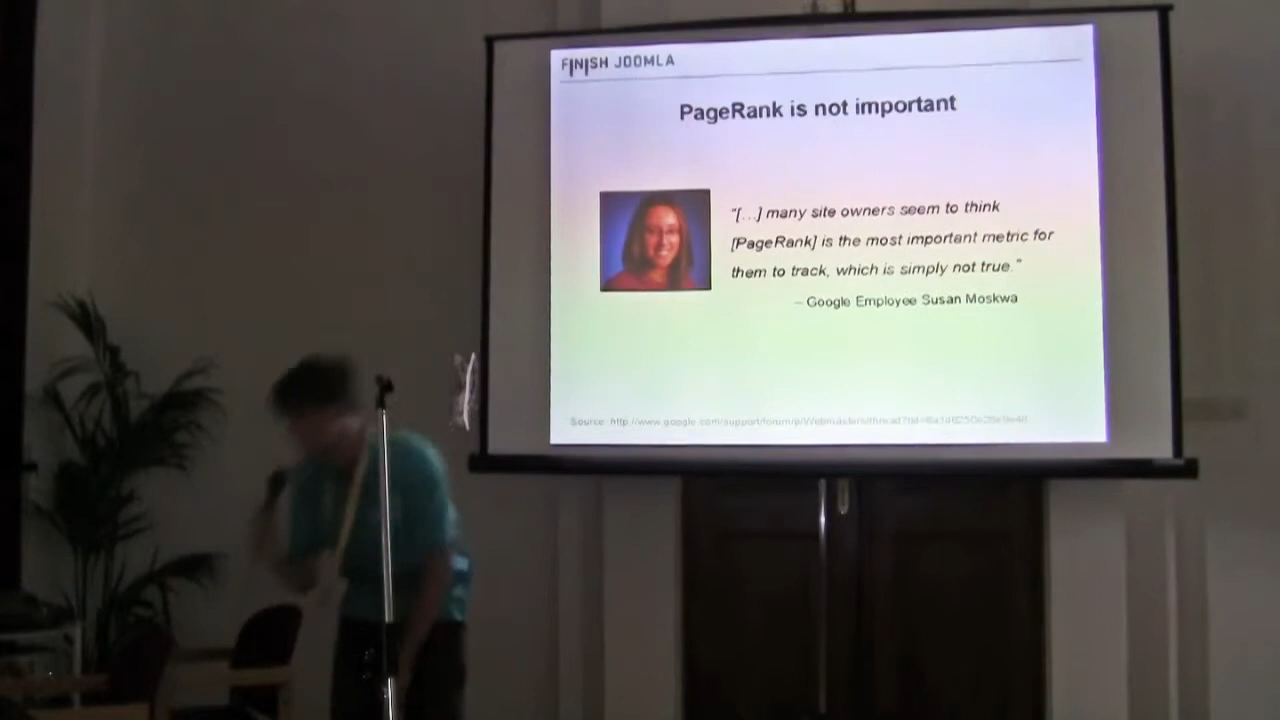 FINISH JOOMLA
PageRank is not important
"[...] many site owners seem to think
[PageRank] is the most important metric for
them to track, which is simply not true."
– Google Employee Susan Moskwa
Source: